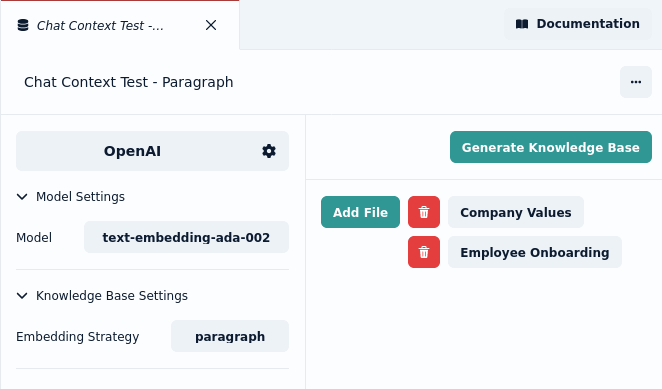 Chat Context Test -...
Documentation
Chat Context Test - Paragraph
OpenAI
Model Settings
Model text-embedding-ada-002
Knowledge Base Settings
Embedding Strategy paragraph
Generate Knowledge Base
Add File Company Values
Employee Onboarding